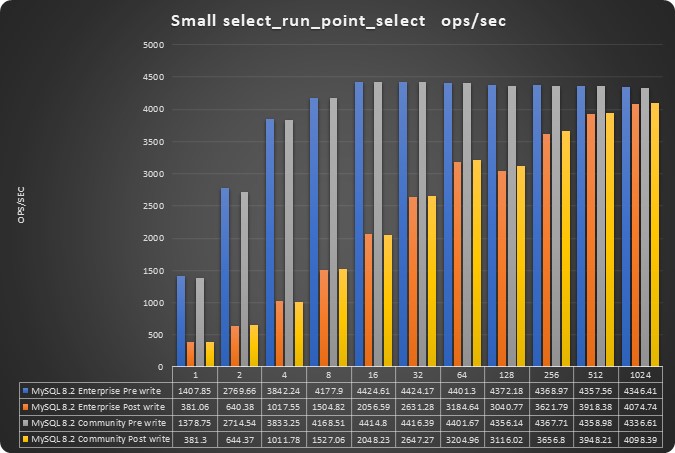 Small select_run_point_select ops/sec
5000
4500
4000
3500
3000
2500
2000
1500
1000
500
0
OPS/SEC
1 2 4 8 16 32 64 128 256 512 1024
MySQL 8.2 Enterprise Pre write 1407.85 2769.66 3842.24 4177.9 4424.61 4424.17 4401.3 4372.18 4368.97 4357.56 4346.41
MySQL 8.2 Enterprise Post write 381.06 640.38 1017.55 1504.82 2056.59 2631.28 3184.64 3040.77 3621.79 3918.38 4074.74
MySQL 8.2 Community Pre write 1378.75 2714.54 3833.25 4168.51 4414.8 4416.39 4401.67 4356.14 4367.71 4358.98 4336.61
MySQL 8.2 Community Post write 381.3 644.37 1011.78 1527.06 2048.23 2647.27 3204.96 3116.02 3656.8 3948.21 4098.39